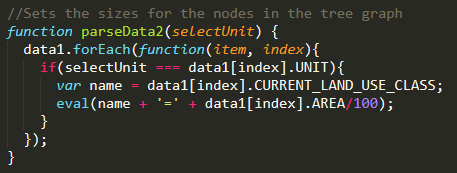 //Sets the sizes for the nodes in the tree graph
function parseData2(selectUnit) {
  data1.forEach(function(item, index){
    if(selectUnit === data1[index].UNIT){
      var name = data1[index].CURRENT_LAND_USE_CLASS;
      eval(name + '=' + data1[index].AREA/100);
    }
  });
}